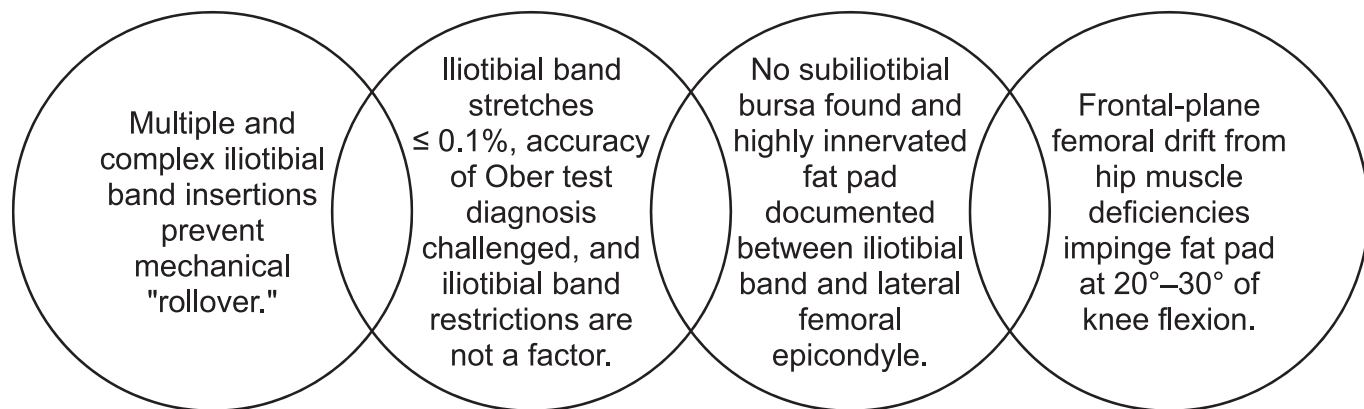 Multiple and
complex iliotibial
band insertions
prevent
mechanical
"rollover."
Iliotibial band
stretches
≤ 0.1%, accuracy
of Ober test
diagnosis
challenged, and
iliotibial band
restrictions are
not a factor.
No subiliotibial
bursa found and
highly innervated
fat pad
documented
between iliotibial
band and lateral
femoral
epicondyle.
Frontal-plane
femoral drift from
hip muscle
deficiencies
impinge fat pad
at 20°–30° of
knee flexion.